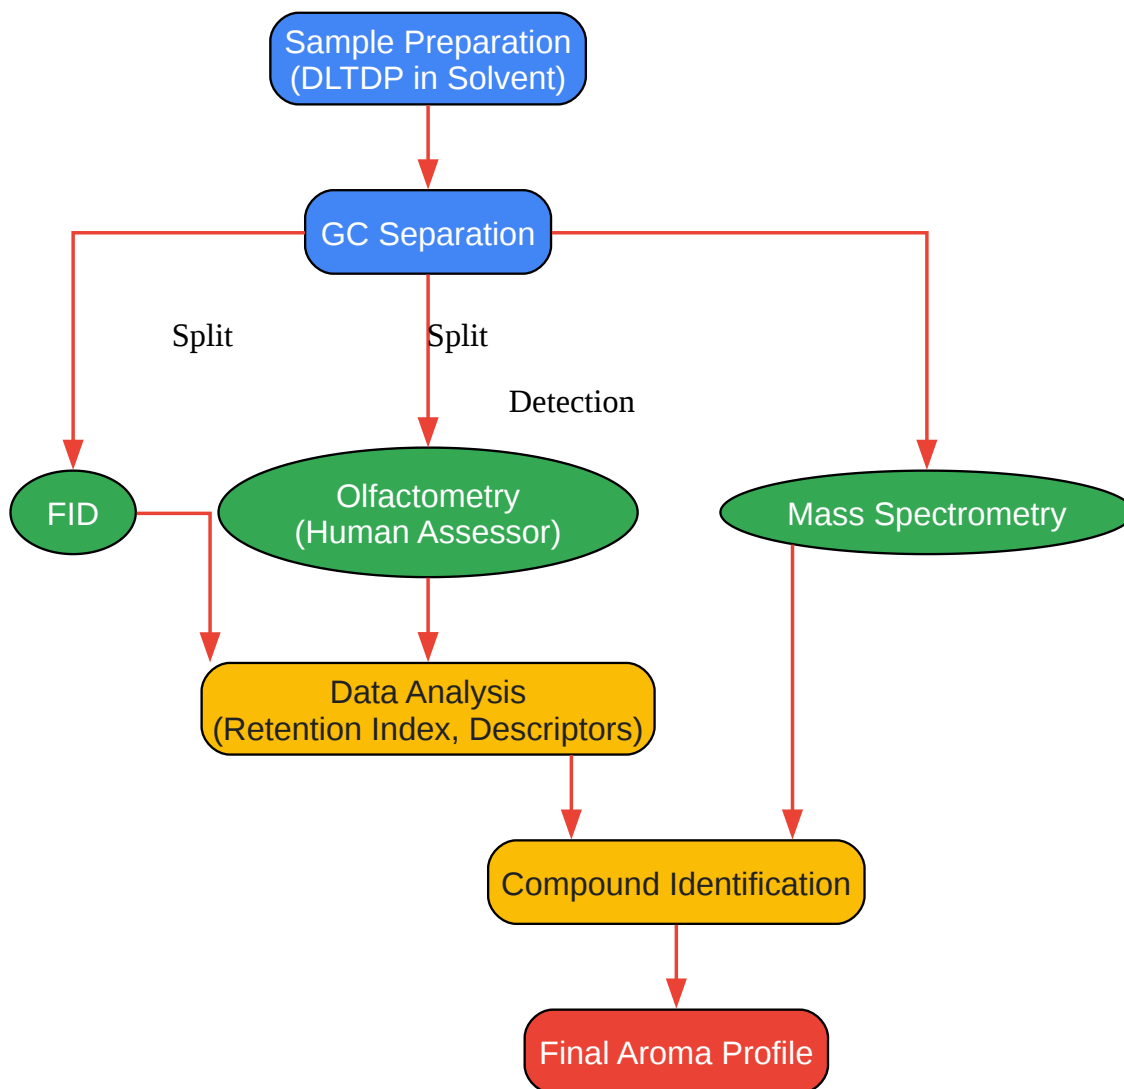 Sample Preparation
(DLTDP in Solvent)
GC Separation
Split
Split
Detection
FID
Olfactometry
(Human Assessor)
Mass Spectrometry
Data Analysis
(Retention Index, Descriptors)
Compound Identification
Final Aroma Profile